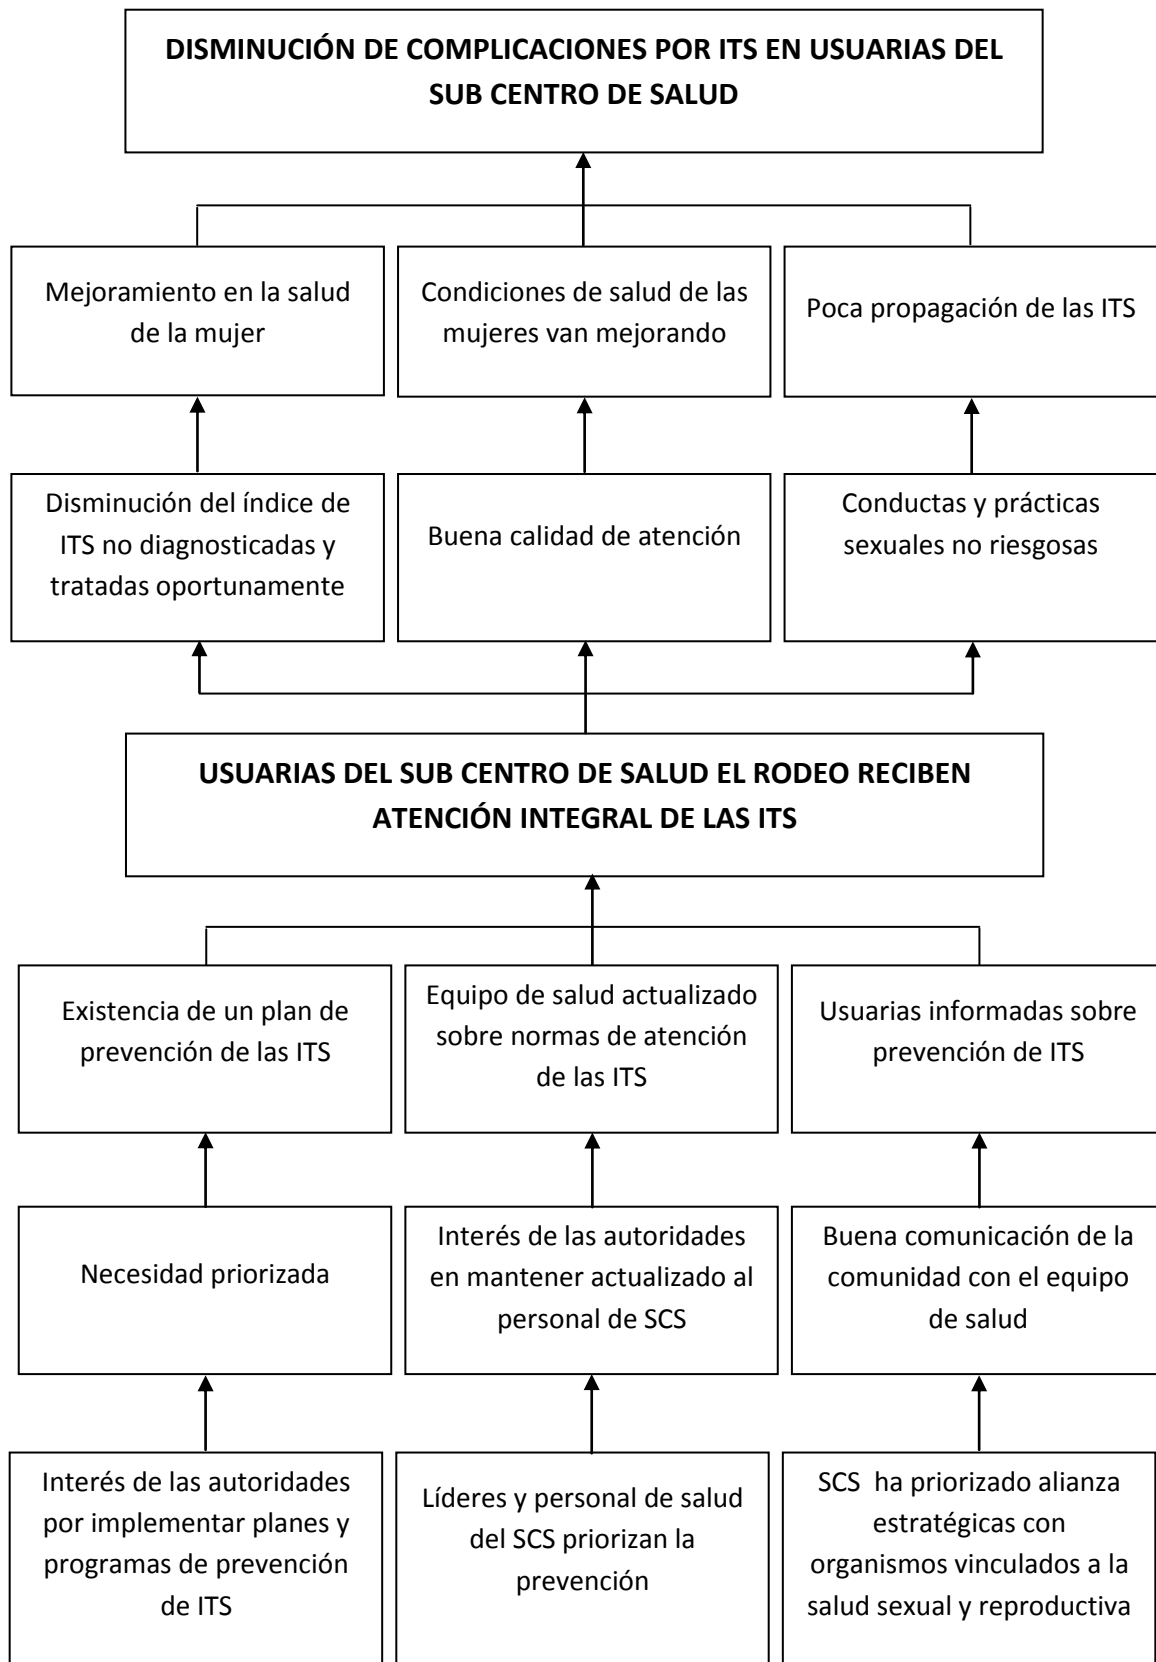 DISMINUCIÓN DE COMPLICACIONES POR ITS EN USUARIAS DEL
SUB CENTRO DE SALUD
Mejoramiento en la salud
de la mujer
Condiciones de salud de las
mujeres van mejorando
Poca propagación de las ITS
Disminución del índice de
ITS no diagnosticadas y
tratadas oportunamente
Buena calidad de atención
Conductas y prácticas
sexuales no riesgosas
USUARIAS DEL SUB CENTRO DE SALUD EL RODEO RECIBEN
ATENCIÓN INTEGRAL DE LAS ITS
Existencia de un plan de
prevención de las ITS
Equipo de salud actualizado
sobre normas de atención
de las ITS
Usuarias informadas sobre
prevención de ITS
Necesidad priorizada
Interés de las autoridades
en mantener actualizado al
personal de SCS
Buena comunicación de la
comunidad con el equipo
de salud
Interés de las autoridades
por implementar planes y
programas de prevención
de ITS
Líderes y personal de salud
del SCS priorizan la
prevención
SCS  ha priorizado alianza
estratégicas con
organismos vinculados a la
salud sexual y reproductiva